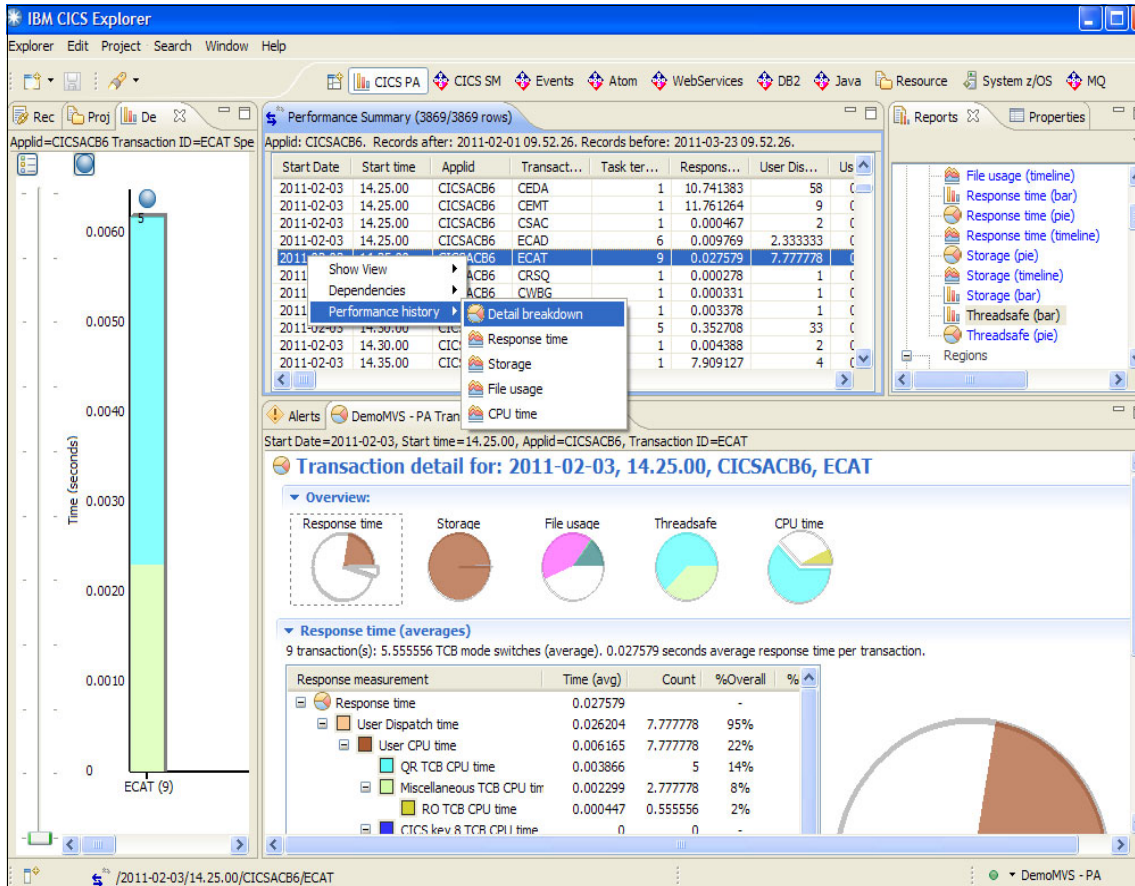 IBM CICS Explorer
Explorer Edit Project Search Window Help
CICS PA CICS SM Events Atom WebServices DB2 Java Resource System z/OS MQ
Rec Proj De
Applid=CICSACB6 Transaction ID=ECAT Spe
5
0.0060
0.0050
0.0040
0.0030
0.0020
0.0010
0
Time (seconds)
ECAT (9)
Performance Summary (3869/3869 rows)
Applid: CICSACB6. Records after: 2011-02-01 09.52.26. Records before: 2011-03-23 09.52.26.
Start Date Start time Applid Transact... Task ter... Respons... User Dis... Us
2011-02-03 14.25.00 CICSACB6 CEDA 1 10.741383 58
2011-02-03 14.25.00 CICSACB6 CEMT 1 11.761264 9
2011-02-03 14.25.00 CICSACB6 CSAC 1 0.000467 2
2011-02-03 14.25.00 CICSACB6 ECAD 6 0.009769 2.333333
ECAT 9 0.027579 7.777778
2011 ACB6 CRSQ 1 0.000278 1
2011 ACB6 CWBG 1 0.000331 1
2011 1 0.003378 1
2011-02-03 14.30.00 CIC 5 0.352708 33
2011-02-03 14.30.00 CIC 1 0.004388 2
2011-02-03 14.35.00 CIC 1 7.909127 4
Show View
Dependencies
Performance history
Detail breakdown
Response time
Storage
File usage
CPU time
Reports Properties
File usage (timeline)
Response time (bar)
Response time (pie)
Response time (timeline)
Storage (pie)
Storage (timeline)
Storage (bar)
Threadsafe (bar)
Threadsafe (pie)
Regions
Alerts DemoMVS - PA Tran
Start Date=2011-02-03, Start time=14.25.00, Applid=CICSACB6, Transaction ID=ECAT
Transaction detail for: 2011-02-03, 14.25.00, CICSACB6, ECAT
Overview:
Response time Storage File usage Threadsafe CPU time
Response time (averages)
9 transaction(s): 5.555556 TCB mode switches (average). 0.027579 seconds average response time per transaction.
Response measurement Time (avg) Count %Overall %
Response time 0.027579 -
User Dispatch time 0.026204 7.777778 95%
User CPU time 0.006165 7.777778 22%
QR TCB CPU time 0.003866 5 14%
Miscellaneous TCB CPU tim 0.002299 2.777778 8%
RO TCB CPU time 0.000447 0.555556 2%
CICS key 8 TCB CPU time 0 0 -
/2011-02-03/14.25.00/CICSACB6/ECAT
DemoMVS - PA